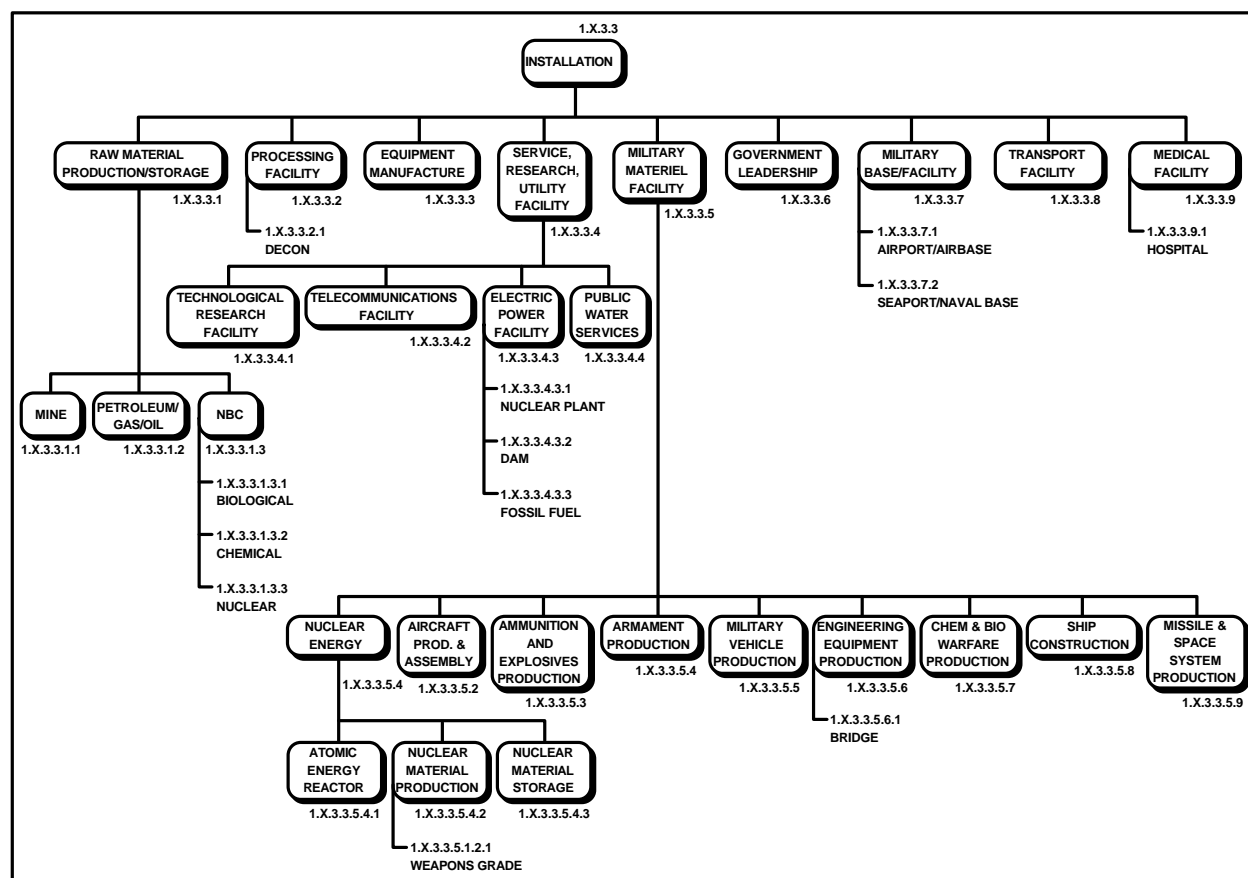 1.X.3.3
INSTALLATION
RAW MATERIAL
PRODUCTION/STORAGE
1.X.3.3.1
PROCESSING
FACILITY
1.X.3.3.2
1.X.3.3.2.1
DECON
EQUIPMENT
MANUFACTURE
1.X.3.3.3
SERVICE,
RESEARCH,
UTILITY
FACILITY
1.X.3.3.4
MILITARY
MATERIEL
FACILITY
1.X.3.3.5
GOVERNMENT
LEADERSHIP
1.X.3.3.6
MILITARY
BASE/FACILITY
1.X.3.3.7
1.X.3.3.7.1
AIRPORT/AIRBASE
1.X.3.3.7.2
SEAPORT/NAVAL BASE
TRANSPORT
FACILITY
1.X.3.3.8
MEDICAL
FACILITY
1.X.3.3.9
1.X.3.3.9.1
HOSPITAL
TECHNOLOGICAL
RESEARCH
FACILITY
1.X.3.3.4.1
TELECOMMUNICATIONS
FACILITY
1.X.3.3.4.2
ELECTRIC
POWER
FACILITY
1.X.3.3.4.3
PUBLIC
WATER
SERVICES
1.X.3.3.4.4
1.X.3.3.4.3.1
NUCLEAR PLANT
1.X.3.3.4.3.2
DAM
1.X.3.3.4.3.3
FOSSIL FUEL
MINE
1.X.3.3.1.1
PETROLEUM/
GAS/OIL
1.X.3.3.1.2
NBC
1.X.3.3.1.3
1.X.3.3.1.3.1
BIOLOGICAL
1.X.3.3.1.3.2
CHEMICAL
1.X.3.3.1.3.3
NUCLEAR
NUCLEAR
ENERGY
1.X.3.3.5.4
AIRCRAFT
PROD. &
ASSEMBLY
1.X.3.3.5.2
AMMUNITION
AND
EXPLOSIVES
PRODUCTION
1.X.3.3.5.3
ARMAMENT
PRODUCTION
1.X.3.3.5.4
MILITARY
VEHICLE
PRODUCTION
1.X.3.3.5.5
ENGINEERING
EQUIPMENT
PRODUCTION
1.X.3.3.5.6
1.X.3.3.5.6.1
BRIDGE
CHEM & BIO
WARFARE
PRODUCTION
1.X.3.3.5.7
SHIP
CONSTRUCTION
1.X.3.3.5.8
MISSILE &
SPACE
SYSTEM
PRODUCTION
1.X.3.3.5.9
ATOMIC
ENERGY
REACTOR
1.X.3.3.5.4.1
NUCLEAR
MATERIAL
PRODUCTION
1.X.3.3.5.4.2
NUCLEAR
MATERIAL
STORAGE
1.X.3.3.5.4.3
1.X.3.3.5.1.2.1
WEAPONS GRADE